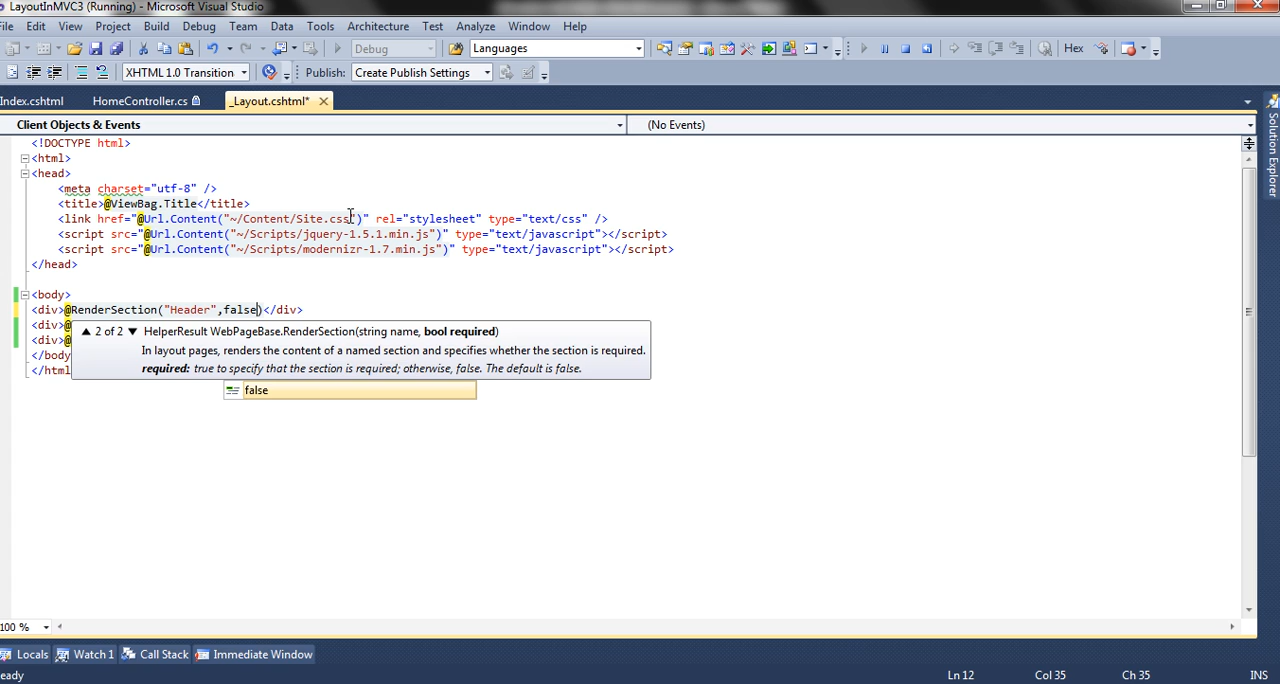 LayoutInMVC3 (Running) - Microsoft Visual Studio
File Edit View Project Build Debug Team Data Tools Architecture Test Analyze Window Help
Debug Languages Hex
XHTML 1.0 Transition Publish: Create Publish Settings
Index.cshtml HomeController.cs _Layout.cshtml*
Client Objects & Events (No Events)
Solution Explorer
<!DOCTYPE html>
<html>
<head>
<meta charset="utf-8" />
<title>@ViewBag.Title</title>
<link href="@Url.Content("~/Content/Site.css")" rel="stylesheet" type="text/css" />
<script src="@Url.Content("~/Scripts/jquery-1.5.1.min.js")" type="text/javascript"></script>
<script src="@Url.Content("~/Scripts/modernizr-1.7.min.js")" type="text/javascript"></script>
</head>
<body>
<div>@RenderSection("Header",false)</div>
<div>@
2 of 2 HelperResult WebPageBase.RenderSection(string name, bool required)
<div>@
In layout pages, renders the content of a named section and specifies whether the section is required.
</body
required: true to specify that the section is required; otherwise, false. The default is false.
</html
false
100 %
Locals Watch 1 Call Stack Immediate Window
eady Ln 12 Col 35 Ch 35 INS